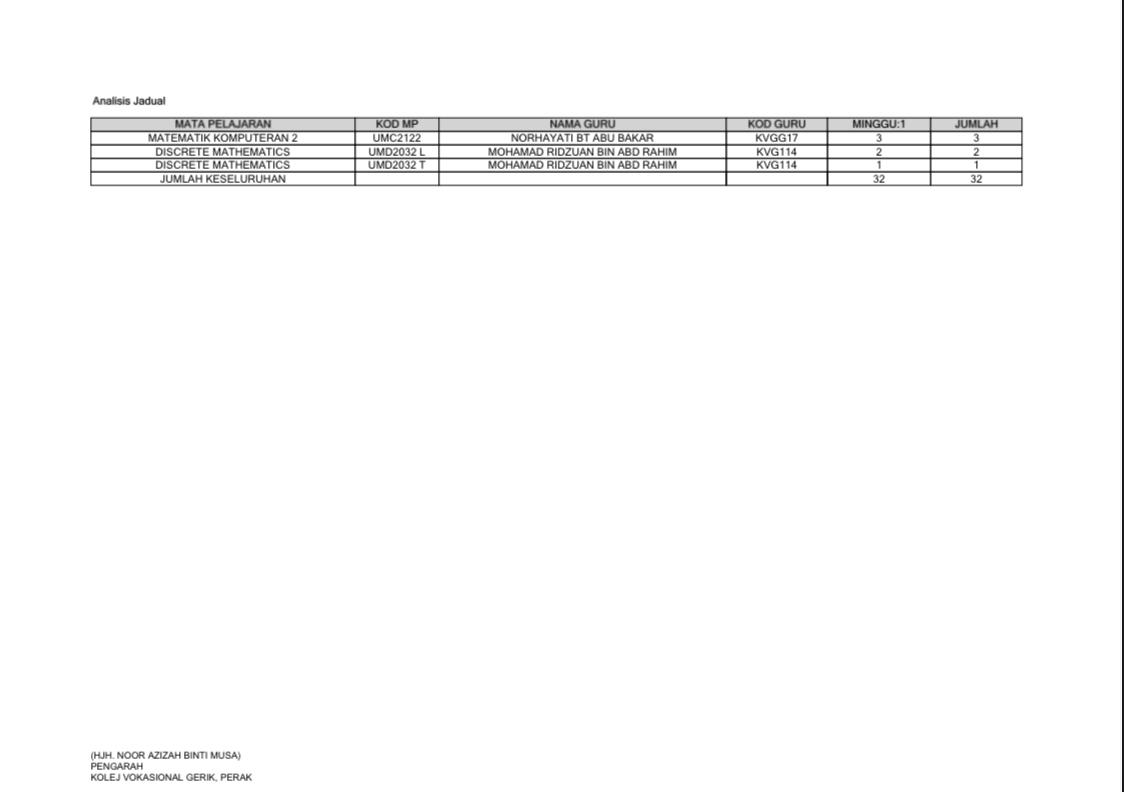 Analisis Jadual
MATA PELAJARAN KOD MP NAMA GURU KOD GURU MINGGU:1 JUMLAH
MATEMATIK KOMPUTERAN 2 UMC2122 NORHAYATI BT ABU BAKAR KVGG17 3 3
DISCRETE MATHEMATICS UMD2032 L MOHAMAD RIDZUAN BIN ABD RAHIM KVG114 2 2
DISCRETE MATHEMATICS UMD2032 T MOHAMAD RIDZUAN BIN ABD RAHIM KVG114 1 1
JUMLAH KESELURUHAN 32 32
(HJH. NOOR AZIZAH BINTI MUSA)
PENGARAH
KOLEJ VOKASIONAL GERIK, PERAK